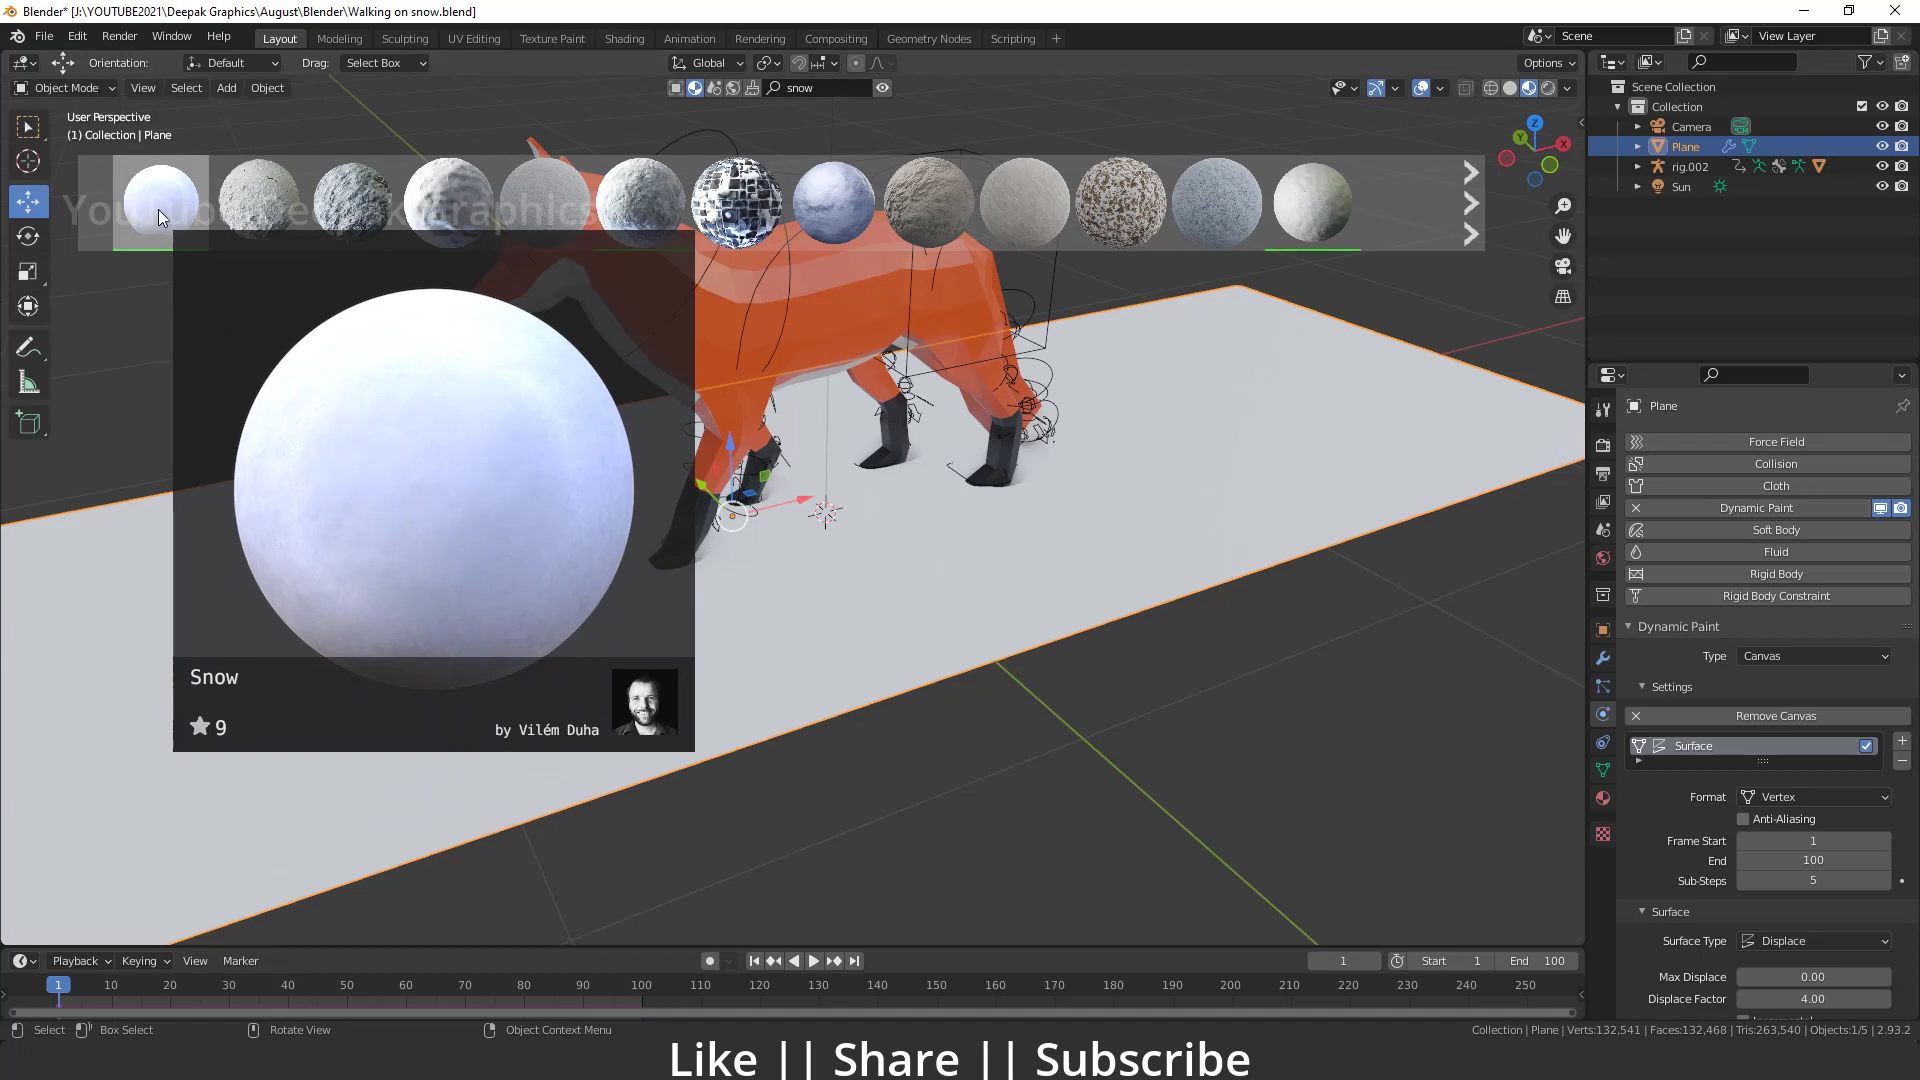 Blender* [J:\YOUTUBE2021\Deepak Graphics\August\Blender\Walking on snow.blend]
File Edit Render Window Help Layout Modeling Sculpting UV Editing Texture Paint Shading Animation Rendering Compositing Geometry Nodes Scripting + Scene View Layer
Orientation: Default Drag: Select Box Global Options
Object Mode View Select Add Object snow
Scene Collection
Collection
Camera
Plane
rig.002
Sun
User Perspective
(1) Collection | Plane
Z
Y
X
Snow
9
by Vilém Duha
Plane
Force Field
Collision
Cloth
Dynamic Paint
Soft Body
Fluid
Rigid Body
Rigid Body Constraint
Dynamic Paint
Type Canvas
Settings
Remove Canvas
Surface
Format Vertex
Anti-Aliasing
Frame Start 1
End 100
Sub-Steps 5
Surface
Surface Type Displace
Max Displace 0.00
Displace Factor 4.00
Playback Keying View Marker 1 Start 1 End 100
1 10 20 30 40 50 60 70 80 90 100 110 120 130 140 150 160 170 180 190 200 210 220 230 240 250
Select Box Select Rotate View Object Context Menu Collection | Plane | Verts:132,541 | Faces:132,468 | Tris:263,540 | Objects:1/5 | 2.93.2
Like || Share || Subscribe